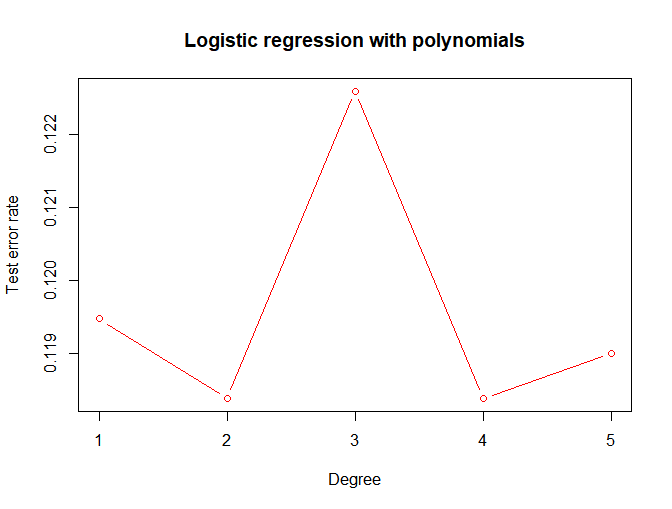 Logistic regression with polynomials
Test error rate
0.122
0.121
0.120
0.119
1 2 3 4 5
Degree